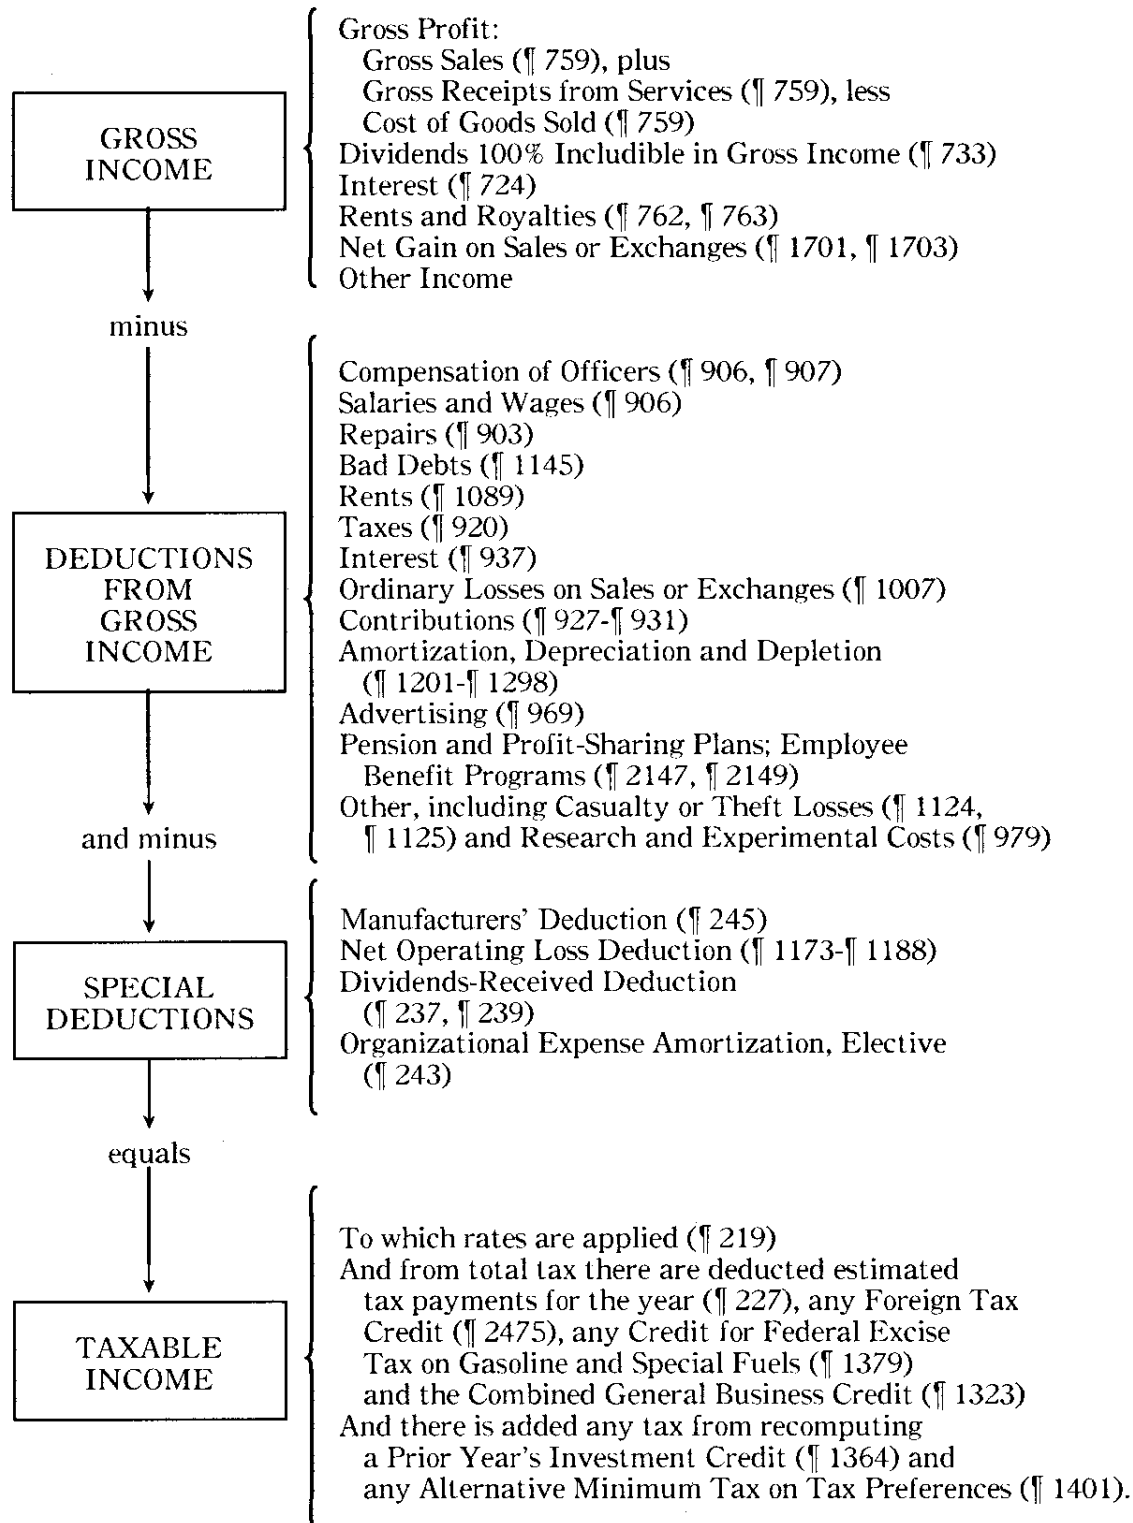 GROSS
INCOME
Gross Profit:
Gross Sales (¶ 759), plus
Gross Receipts from Services (¶ 759), less
Cost of Goods Sold (¶ 759)
Dividends 100% Includible in Gross Income (¶ 733)
Interest (¶ 724)
Rents and Royalties (¶ 762, ¶ 763)
Net Gain on Sales or Exchanges (¶ 1701, ¶ 1703)
Other Income
minus
DEDUCTIONS
FROM
GROSS
INCOME
Compensation of Officers (¶ 906, ¶ 907)
Salaries and Wages (¶ 906)
Repairs (¶ 903)
Bad Debts (¶ 1145)
Rents (¶ 1089)
Taxes (¶ 920)
Interest (¶ 937)
Ordinary Losses on Sales or Exchanges (¶ 1007)
Contributions (¶ 927-¶ 931)
Amortization, Depreciation and Depletion
(¶ 1201-¶ 1298)
Advertising (¶ 969)
Pension and Profit-Sharing Plans; Employee
Benefit Programs (¶ 2147, ¶ 2149)
Other, including Casualty or Theft Losses (¶ 1124,
¶ 1125) and Research and Experimental Costs (¶ 979)
and minus
SPECIAL
DEDUCTIONS
Manufacturers’ Deduction (¶ 245)
Net Operating Loss Deduction (¶ 1173-¶ 1188)
Dividends-Received Deduction
(¶ 237, ¶ 239)
Organizational Expense Amortization, Elective
(¶ 243)
equals
TAXABLE
INCOME
To which rates are applied (¶ 219)
And from total tax there are deducted estimated
tax payments for the year (¶ 227), any Foreign Tax
Credit (¶ 2475), any Credit for Federal Excise
Tax on Gasoline and Special Fuels (¶ 1379)
and the Combined General Business Credit (¶ 1323)
And there is added any tax from recomputing
a Prior Year’s Investment Credit (¶ 1364) and
any Alternative Minimum Tax on Tax Preferences (¶ 1401).